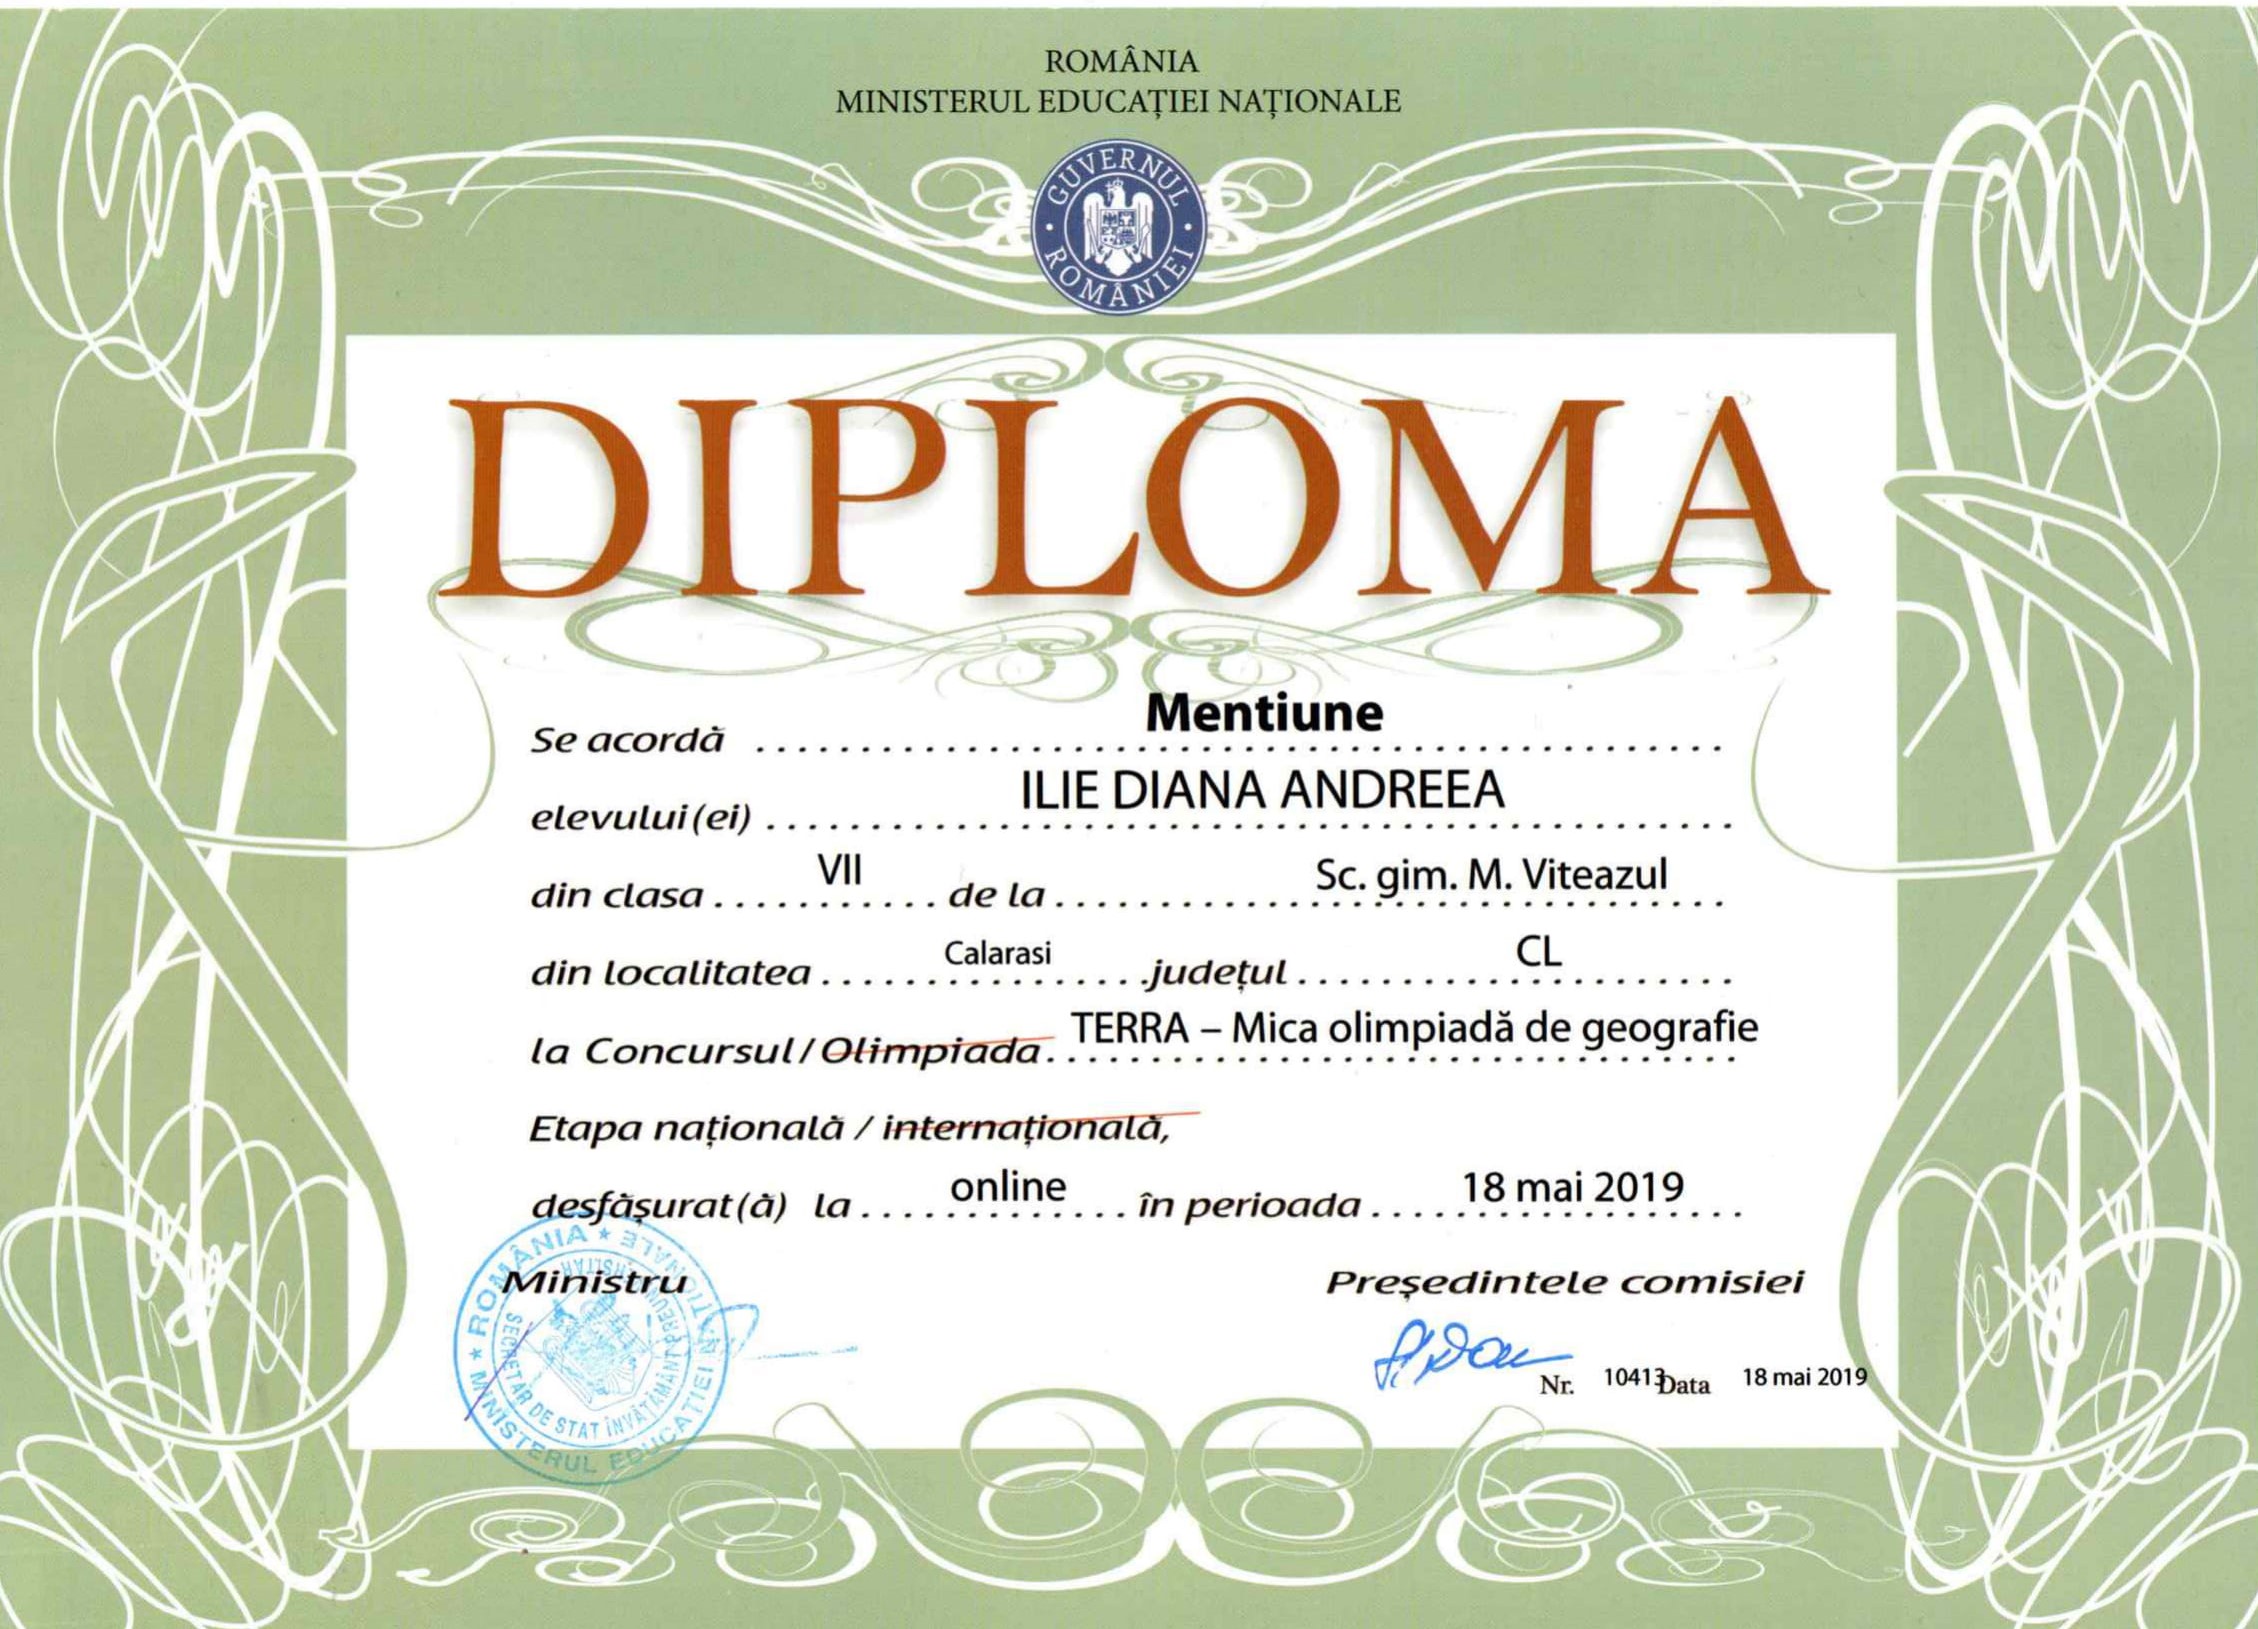 ROMÂNIA
MINISTERUL EDUCAȚIEI NAȚIONALE
GUVERNUL ROMÂNIEI
DIPLOMA
Se acordă .......... Mentiune
elevului(ei) .......... ILIE DIANA ANDREEA
din clasa .......... VII .......... de la .......... Sc. gim. M. Viteazul
din localitatea .......... Calarasi .......... județul .......... CL
la Concursul/Olimpiada .......... TERRA – Mica olimpiadă de geografie
Etapa națională / internațională,
desfășurat(ă) la .......... online .......... în perioada .......... 18 mai 2019
Ministru Președintele comisiei
Nr. 10413 Data 18 mai 2019
ROMÂNIA * MINISTERUL EDUCAȚIEI NAȚIONALE *
SECRETAR DE STAT ÎNVĂȚĂMÂNT PREUNIVERSITAR